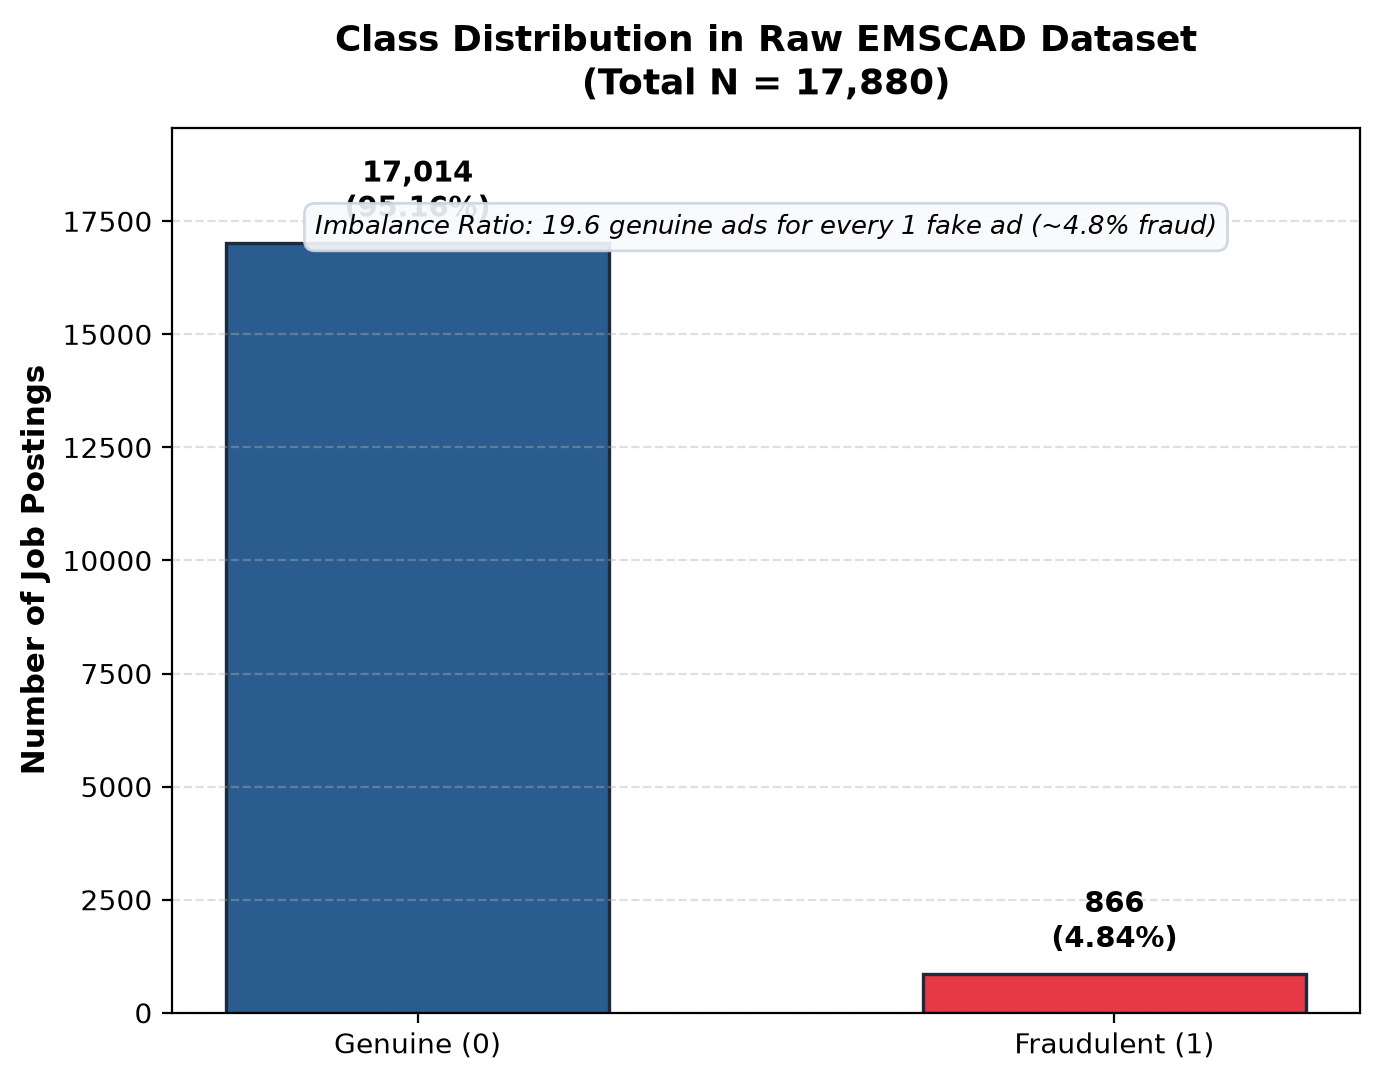 Class Distribution in Raw EMSCAD Dataset
(Total N = 17,880)
17,014
(95.16%)
Imbalance Ratio: 19.6 genuine ads for every 1 fake ad (~4.8% fraud)
17500
15000
12500
10000
7500
5000
2500
0
Number of Job Postings
866
(4.84%)
Genuine (0)
Fraudulent (1)